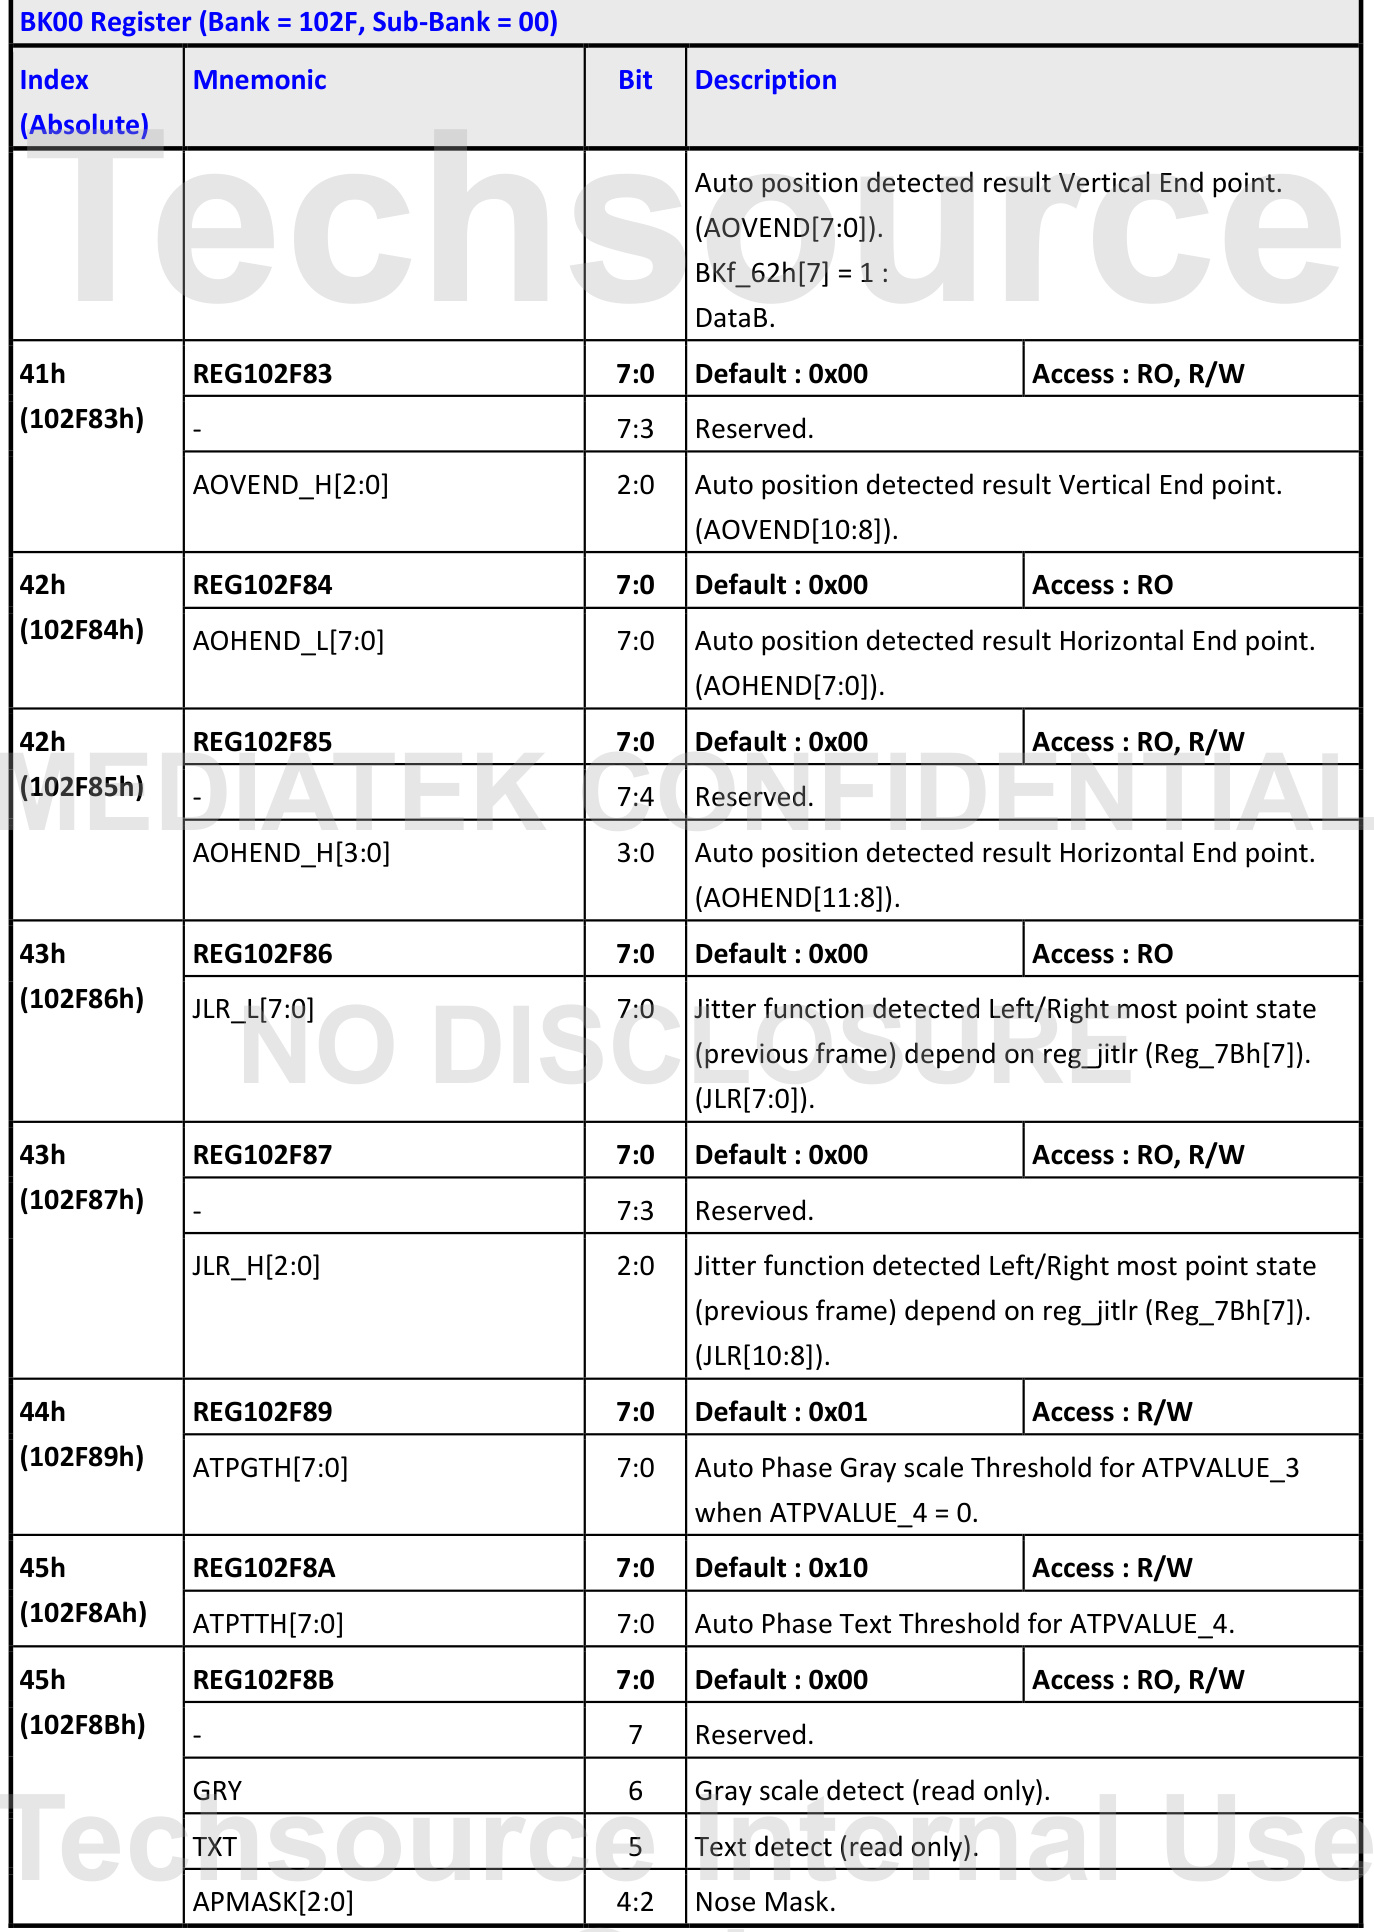 BK00 Register (Bank = 102F, Sub-Bank = 00)
Index (Absolute) Mnemonic Bit Description
Auto position detected result Vertical End point.
(AOVEND[7:0]).
BKf_62h[7] = 1 :
DataB.
41h (102F83h) REG102F83 7:0 Default : 0x00 Access : RO, R/W
- 7:3 Reserved.
AOVEND_H[2:0] 2:0 Auto position detected result Vertical End point.
(AOVEND[10:8]).
42h (102F84h) REG102F84 7:0 Default : 0x00 Access : RO
AOHEND_L[7:0] 7:0 Auto position detected result Horizontal End point.
(AOHEND[7:0]).
42h (102F85h) REG102F85 7:0 Default : 0x00 Access : RO, R/W
- 7:4 Reserved.
AOHEND_H[3:0] 3:0 Auto position detected result Horizontal End point.
(AOHEND[11:8]).
43h (102F86h) REG102F86 7:0 Default : 0x00 Access : RO
JLR_L[7:0] 7:0 Jitter function detected Left/Right most point state
(previous frame) depend on reg_jitlr (Reg_7Bh[7]).
(JLR[7:0]).
43h (102F87h) REG102F87 7:0 Default : 0x00 Access : RO, R/W
- 7:3 Reserved.
JLR_H[2:0] 2:0 Jitter function detected Left/Right most point state
(previous frame) depend on reg_jitlr (Reg_7Bh[7]).
(JLR[10:8]).
44h (102F89h) REG102F89 7:0 Default : 0x01 Access : R/W
ATPGTH[7:0] 7:0 Auto Phase Gray scale Threshold for ATPVALUE_3
when ATPVALUE_4 = 0.
45h (102F8Ah) REG102F8A 7:0 Default : 0x10 Access : R/W
ATPTTH[7:0] 7:0 Auto Phase Text Threshold for ATPVALUE_4.
45h (102F8Bh) REG102F8B 7:0 Default : 0x00 Access : RO, R/W
- 7 Reserved.
GRY 6 Gray scale detect (read only).
TXT 5 Text detect (read only).
APMASK[2:0] 4:2 Nose Mask.
Techsource
MEDIATEK CONFIDENTIAL
NO DISCLOSURE
Techsource Internal Use